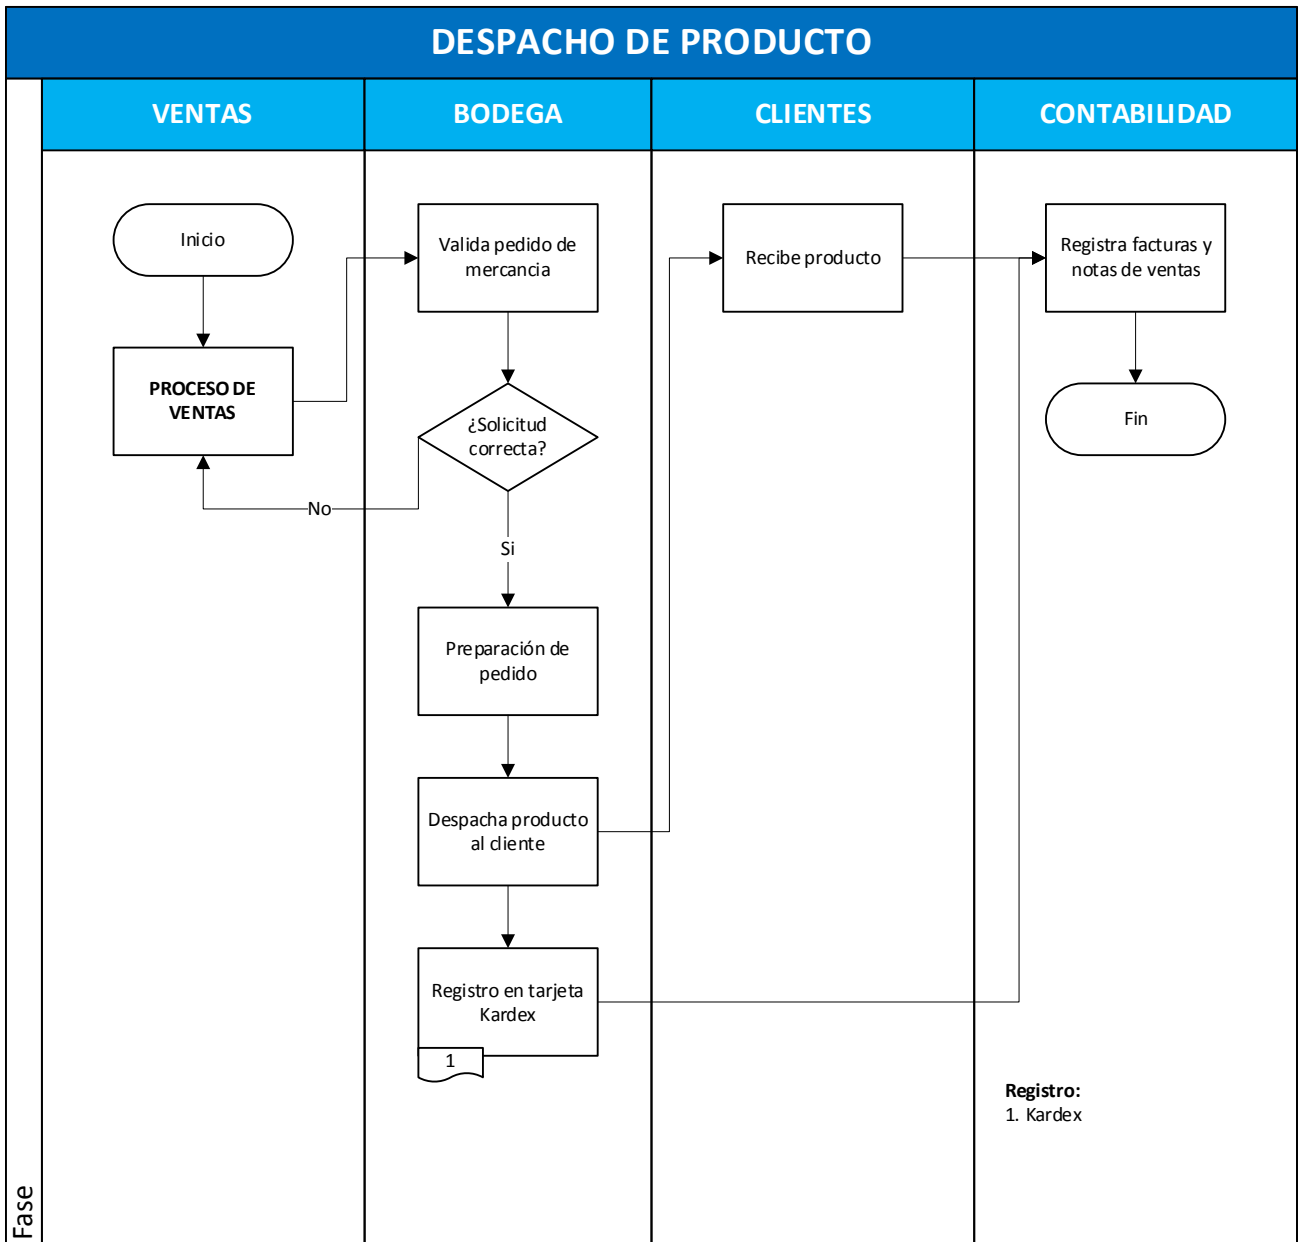 DESPACHO DE PRODUCTO
VENTAS
BODEGA
CLIENTES
CONTABILIDAD
Inicio
PROCESO DE
VENTAS
Valida pedido de
mercancia
¿Solicitud
correcta?
No
Si
Preparación de
pedido
Despacha producto
al cliente
Registro en tarjeta
Kardex
1
Recibe producto
Registra facturas y
notas de ventas
Fin
Registro:
1. Kardex
Fase